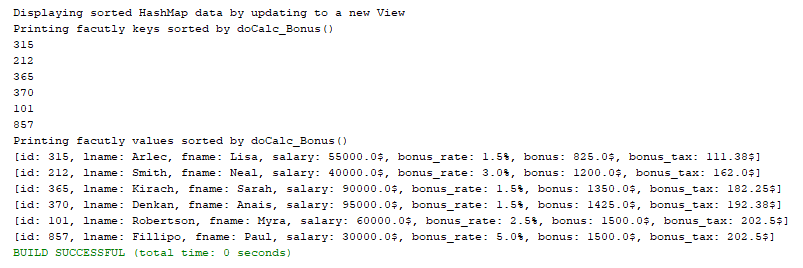 Displaying sorted HashMap data by updating to a new View
Printing facutly keys sorted by doCalc_Bonus()
315
212
365
370
101
857
Printing facutly values sorted by doCalc_Bonus()
[id: 315, lname: Arlec, fname: Lisa, salary: 55000.0$, bonus_rate: 1.5%, bonus: 825.0$, bonus_tax: 111.38$]
[id: 212, lname: Smith, fname: Neal, salary: 40000.0$, bonus_rate: 3.0%, bonus: 1200.0$, bonus_tax: 162.0$]
[id: 365, lname: Kirach, fname: Sarah, salary: 90000.0$, bonus_rate: 1.5%, bonus: 1350.0$, bonus_tax: 182.25$]
[id: 370, lname: Denkan, fname: Anais, salary: 95000.0$, bonus_rate: 1.5%, bonus: 1425.0$, bonus_tax: 192.38$]
[id: 101, lname: Robertson, fname: Myra, salary: 60000.0$, bonus_rate: 2.5%, bonus: 1500.0$, bonus_tax: 202.5$]
[id: 857, lname: Fillipo, fname: Paul, salary: 30000.0$, bonus_rate: 5.0%, bonus: 1500.0$, bonus_tax: 202.5$]
BUILD SUCCESSFUL (total time: 0 seconds)